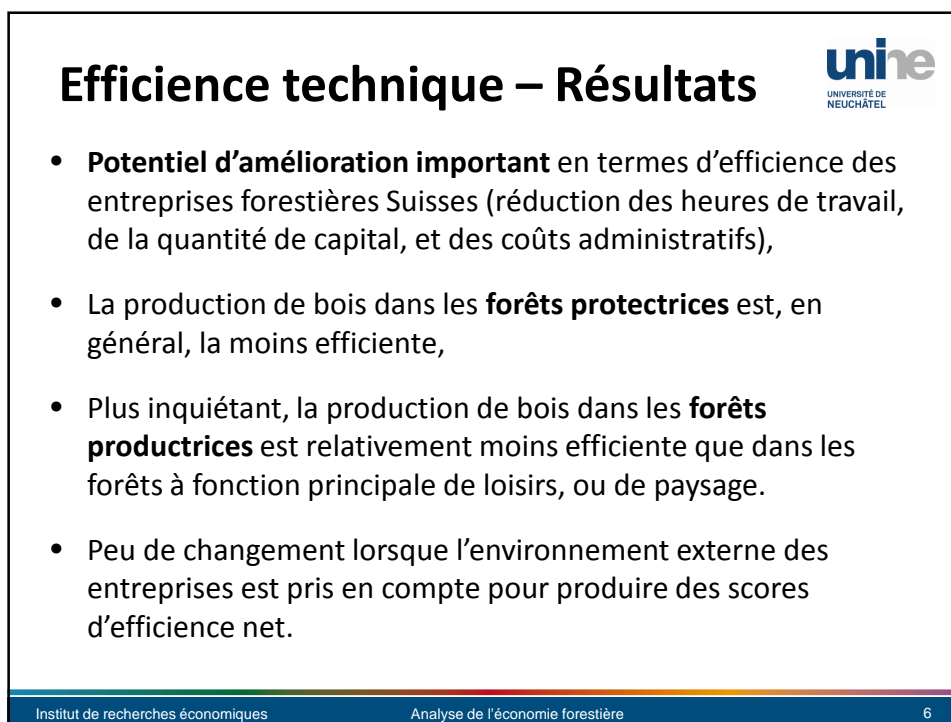 Efficience technique – Résultats
unine
UNIVERSITÉ DE
NEUCHÂTEL
• Potentiel d'amélioration important en termes d'efficience des
entreprises forestières Suisses (réduction des heures de travail,
de la quantité de capital, et des coûts administratifs),
• La production de bois dans les forêts protectrices est, en
général, la moins efficiente,
• Plus inquiétant, la production de bois dans les forêts
productrices est relativement moins efficiente que dans les
forêts à fonction principale de loisirs, ou de paysage.
• Peu de changement lorsque l'environnement externe des
entreprises est pris en compte pour produire des scores
d'efficience net.
Institut de recherches économiques Analyse de l'économie forestière 6